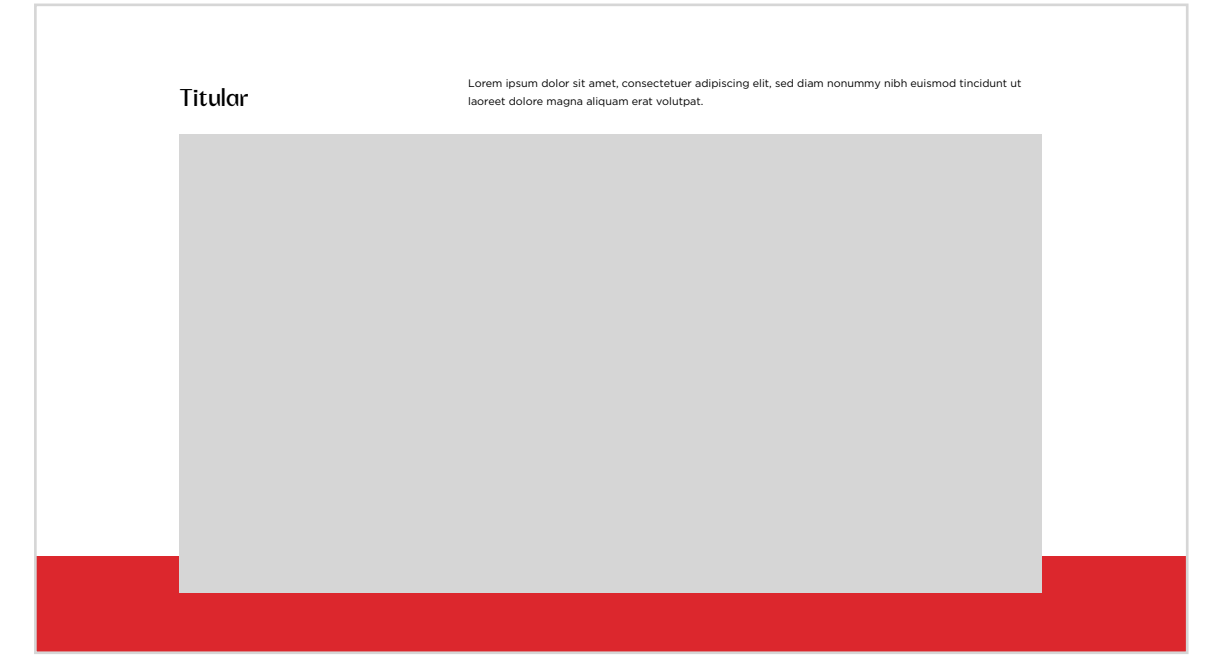 Titular
Lorem ipsum dolor sit amet, consectetuer adipiscing elit, sed diam nonummy nibh euismod tincidunt ut
laoreet dolore magna aliquam erat volutpat.